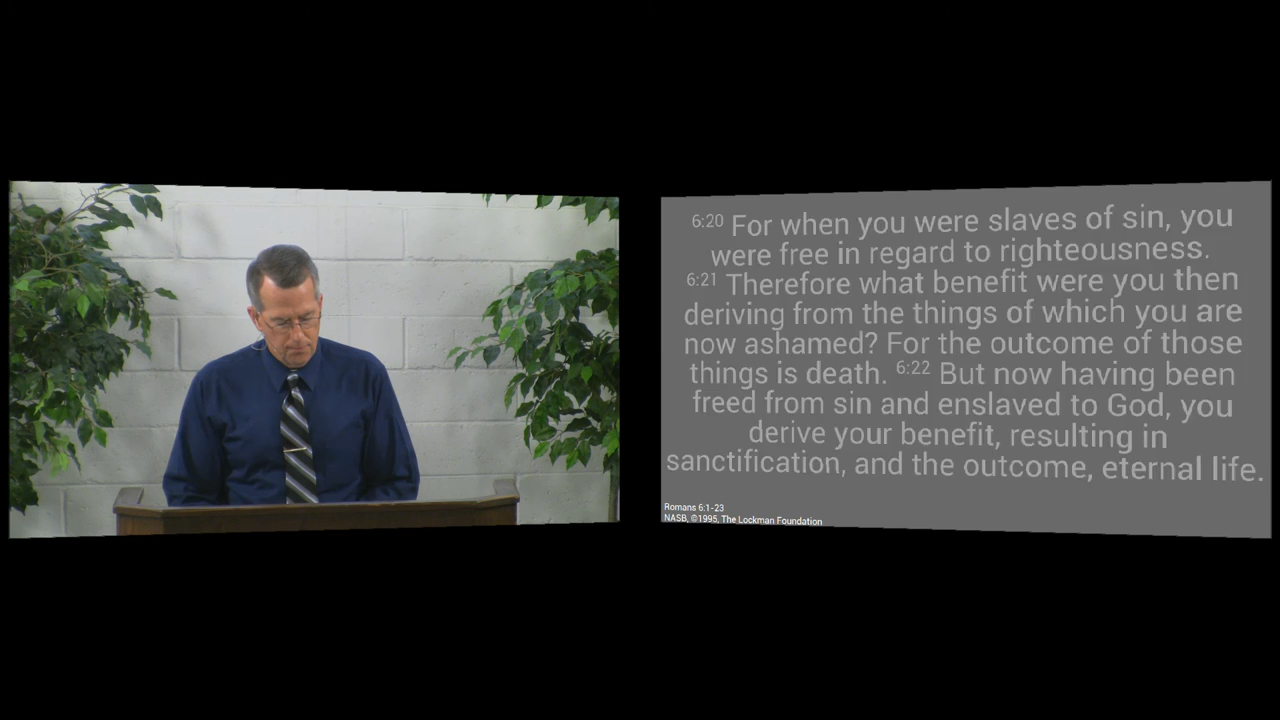 6:20 For when you were slaves of sin, you
were free in regard to righteousness.
6:21 Therefore what benefit were you then
deriving from the things of which you are
now ashamed? For the outcome of those
things is death. 6:22 But now having been
freed from sin and enslaved to God, you
derive your benefit, resulting in
sanctification, and the outcome, eternal life.
Romans 6:1-23
NASB, ©1995, The Lockman Foundation